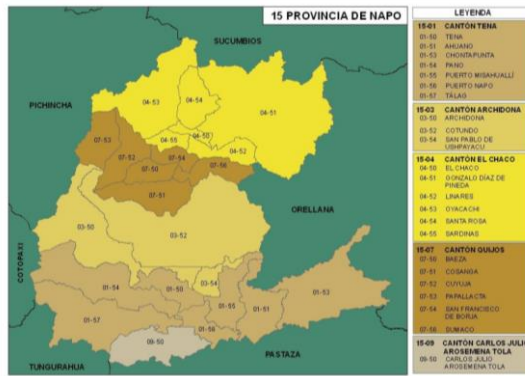 15 PROVINCIA DE NAPO
SUCUMBIOS
PICHINCHA
ORELLANA
COTOPAXI
TUNGURAHUA
PASTAZA
04-53
04-54
04-51
04-50
04-55
04-52
07-53
07-52
07-54
07-56
07-50
07-51
03-50
03-52
03-54
01-54
01-50
01-55
01-51
01-53
01-57
01-56
09-50
LEYENDA
15-01 CANTÓN TENA
01-50 TENA
01-51 AHUANO
01-53 CHONTAPUNTA
01-54 PANO
01-55 PUERTO MISAHUALLÍ
01-56 PUERTO NAPO
01-57 TÁLAG
15-03 CANTÓN ARCHIDONA
03-50 ARCHIDONA
03-52 COTUNDO
03-54 SAN PABLO DE
USHPAYACU
15-04 CANTÓN EL CHACO
04-50 EL CHACO
04-51 GONZALO DÍAZ DE
PINEDA
04-52 LINARES
04-53 OYACACHI
04-54 SANTA ROSA
04-55 SARDINAS
15-07 CANTÓN QUIJOS
07-50 BAEZA
07-51 COSANGA
07-52 CUYUJA
07-53 PAPALLACTA
07-54 SAN FRANCISCO
DE BORJA
07-56 SUMACO
15-09 CANTÓN CARLOS JULIO
AROSEMENA TOLA
09-50 CARLOS JULIO
AROSEMENA TOLA